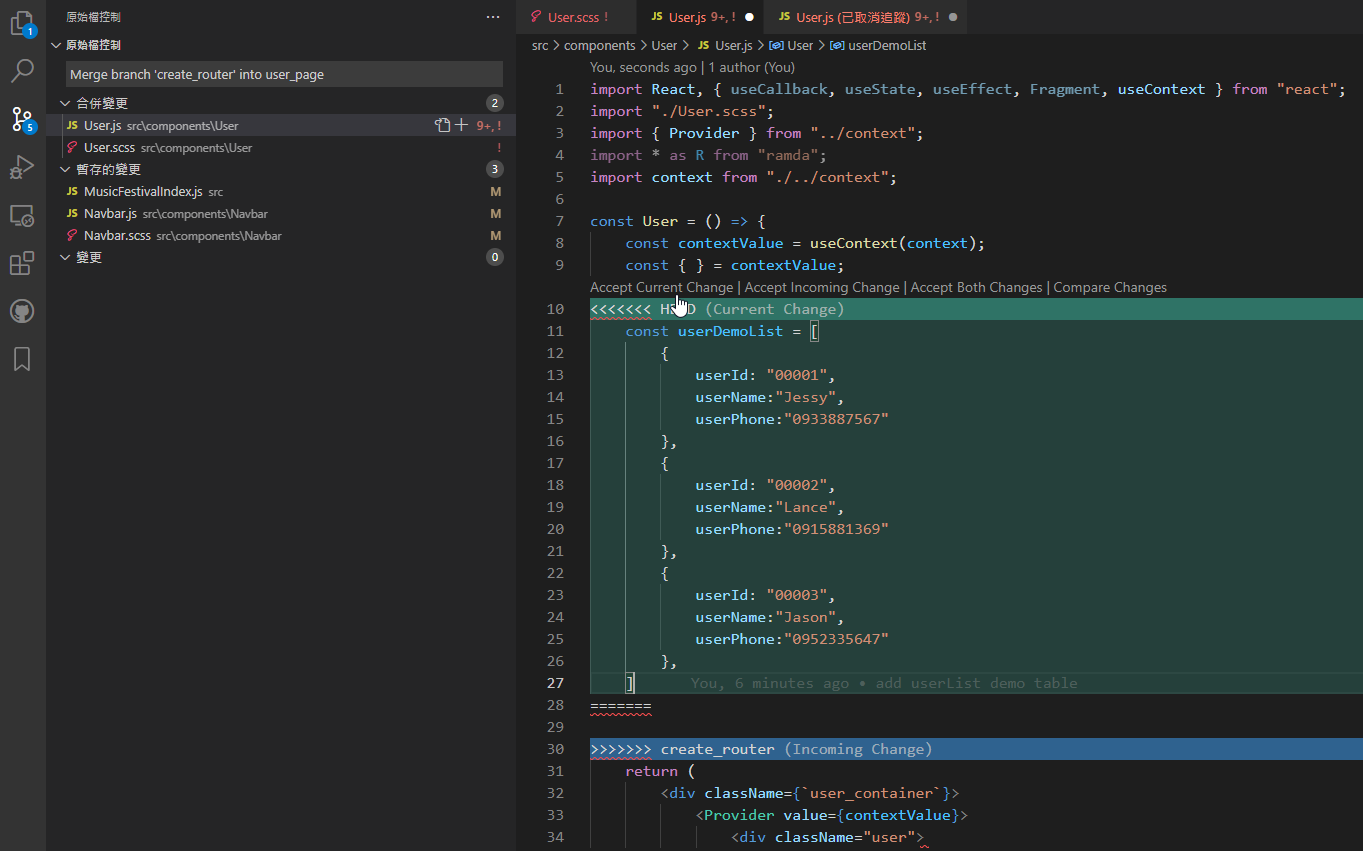 1
5
原始檔控制 ···
原始檔控制
Merge branch 'create_router' into user_page
合併變更 2
JS User.js src\components\User 9+, !
User.scss src\components\User !
暫存的變更 3
JS MusicFestivalIndex.js src M
JS Navbar.js src\components\Navbar M
Navbar.scss src\components\Navbar M
變更 0
User.scss ! JS User.js 9+, ! JS User.js (已取消追蹤) 9+, !
src > components > User > JS User.js > User > userDemoList
You, seconds ago | 1 author (You)
1 import React, { useCallback, useState, useEffect, Fragment, useContext } from "react";
2 import "./User.scss";
3 import { Provider } from "../context";
4 import * as R from "ramda";
5 import context from "./../context";
6
7 const User = () => {
8 const contextValue = useContext(context);
9 const { } = contextValue;
Accept Current Change | Accept Incoming Change | Accept Both Changes | Compare Changes
10 <<<<<<< (Current Change)
11 const userDemoList = [
12 {
13 userId: "00001",
14 userName:"Jessy",
15 userPhone:"0933887567"
16 },
17 {
18 userId: "00002",
19 userName:"Lance",
20 userPhone:"0915881369"
21 },
22 {
23 userId: "00003",
24 userName:"Jason",
25 userPhone:"0952335647"
26 },
27 ] You, 6 minutes ago • add userList demo table
28 =======
29
30 >>>>>>> create_router (Incoming Change)
31 return (
32 <div className={`user_container`}>
33 <Provider value={contextValue}>
34 <div className="user">